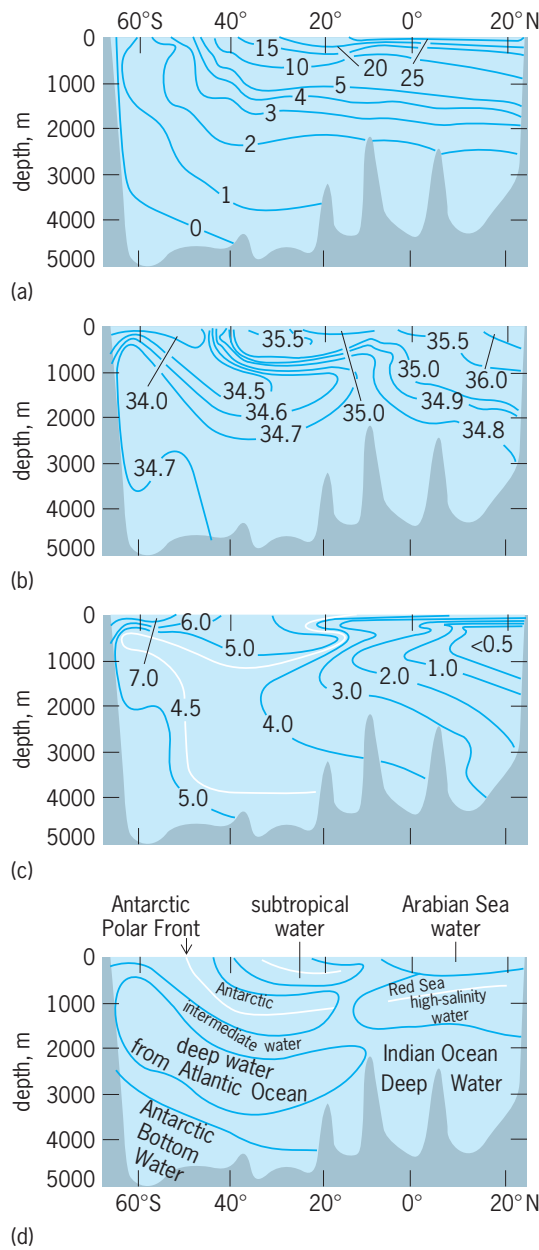 60°S 40° 20° 0° 20°N
0
1000
2000
3000
4000
5000
depth, m
15
10
20
25
5
4
3
2
1
0
(a)
0
1000
2000
3000
4000
5000
depth, m
35.5
35.5
34.0
34.5
35.0
35.0
36.0
34.6
34.9
34.7
34.8
34.7
(b)
0
1000
2000
3000
4000
5000
depth, m
6.0
5.0
<0.5
7.0
1.0
2.0
3.0
4.5
4.0
5.0
(c)
Antarctic
Polar Front
subtropical
water
Arabian Sea
water
0
1000
2000
3000
4000
5000
depth, m
Antarctic
intermediate water
Red Sea
high-salinity
water
deep water
from Atlantic Ocean
Indian Ocean
Deep Water
Antarctic
Bottom
Water
60°S 40° 20° 0° 20°N
(d)